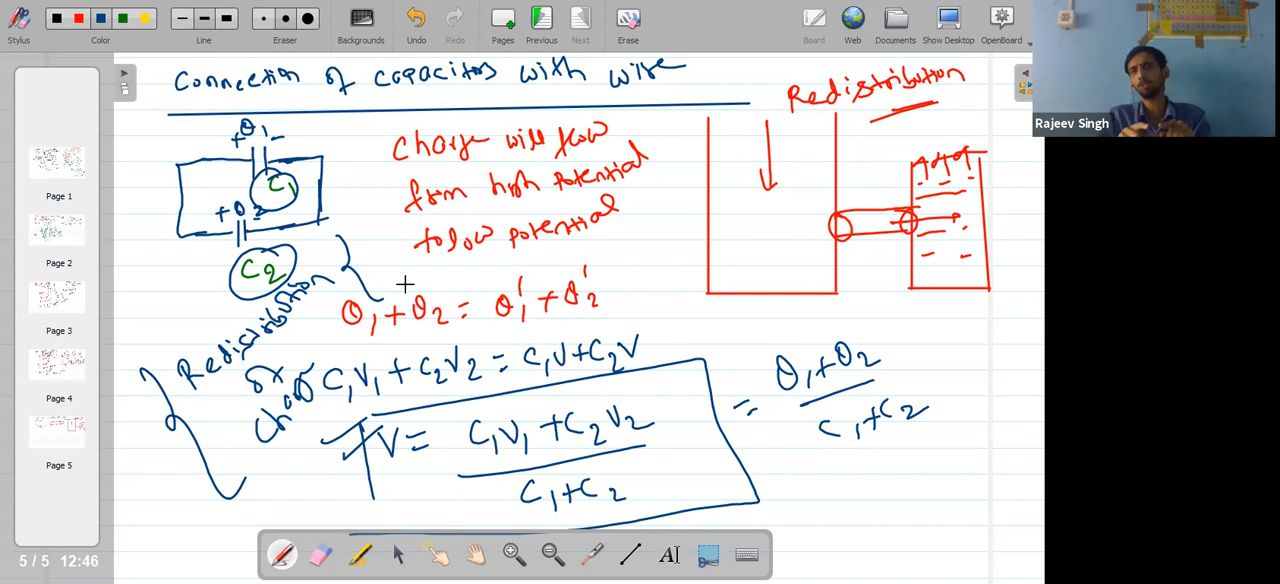 Stylus
Color
Line
Eraser
Backgrounds
Undo
Redo
Pages
Previous
Next
Erase
Board
Web
Documents
Show Desktop
OpenBoard
Connection of capacitors with wire
Redistribution
Rajeev Singh
+Q1-
C1
+Q2
C2
Charge will flow
from high potential
to low potential
Redistribution
of
Q1+Q2 = Q1' + Q2'
C1V1 + C2V2 = C1V + C2V
V = C1V1 + C2V2
C1+C2
= Q1+Q2
C1+C2
Page 1
Page 2
Page 3
Page 4
Page 5
5 / 5 12:46